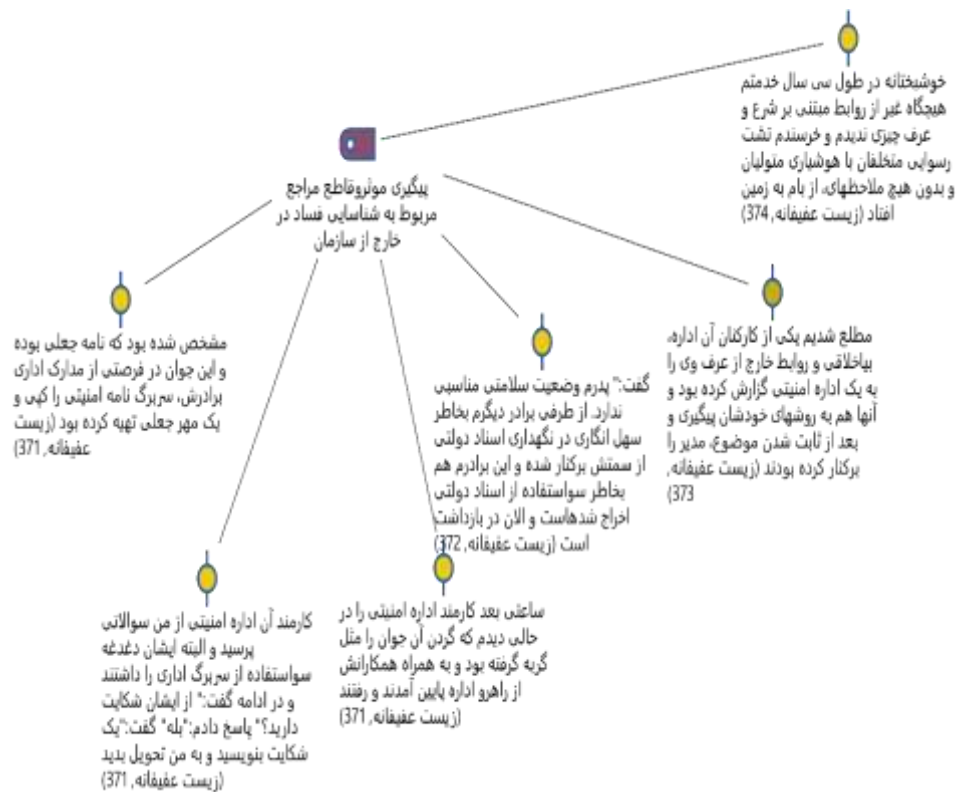 خوشبختانه در طول سی سال خدمتم
هیچگاه غیر از روابط مبتنی بر شرع و
عرف چیزی ندیدم و خرسندم تشت
رسوایی متخلفان با هوشیاری متولیان
و بدون هیچ ملاحظهای، از بام به زمین
افتاد (زیست عفیفانه, 374)
پیگیری موثروقاطع مراجع
مربوط به شناسایی فساد در
خارج از سازمان
مشخص شده بود که نامه جعلی بوده
و این جوان در فرصتی از مدارک اداری
برادرش، سربرگ نامه امنیتی را کپی و
یک مهر جعلی تهیه کرده بود (زیست
عفیفانه, 371)
گفت:" پدرم وضعیت سلامتی مناسبی
ندارد. از طرفی برادر دیگرم بخاطر
سهل انگاری در نگهداری اسناد دولتی
از سمتش برکنار شده و این برادرم هم
بخاطر سواستفاده از اسناد دولتی
اخراج شدهاست و الان در بازداشت
است (زیست عفیفانه, 372)
مطلع شدیم یکی از کارکنان آن اداره،
بیاخلاقی و روابط خارج از عرف وی را
به یک اداره امنیتی گزارش کرده بود و
آنها هم به روشهای خودشان پیگیری و
بعد از ثابت شدن موضوع، مدیر را
برکنار کرده بودند (زیست عفیفانه,
373)
کارمند آن اداره امنیتی از من سوالاتی
پرسید و البته ایشان دغدغه
سواستفاده از سربرگ اداری را داشتند
و در ادامه گفت:" از ایشان شکایت
دارید؟" پاسخ دادم:"بله" گفت:"یک
شکایت بنویسید و به من تحویل بدید
(زیست عفیفانه, 371)
ساعتی بعد کارمند اداره امنیتی را در
حالی دیدم که گردن آن جوان را مثل
گربه گرفته بود و به همراه همکارانش
از راهرو اداره پایین آمدند و رفتند
(زیست عفیفانه, 371)